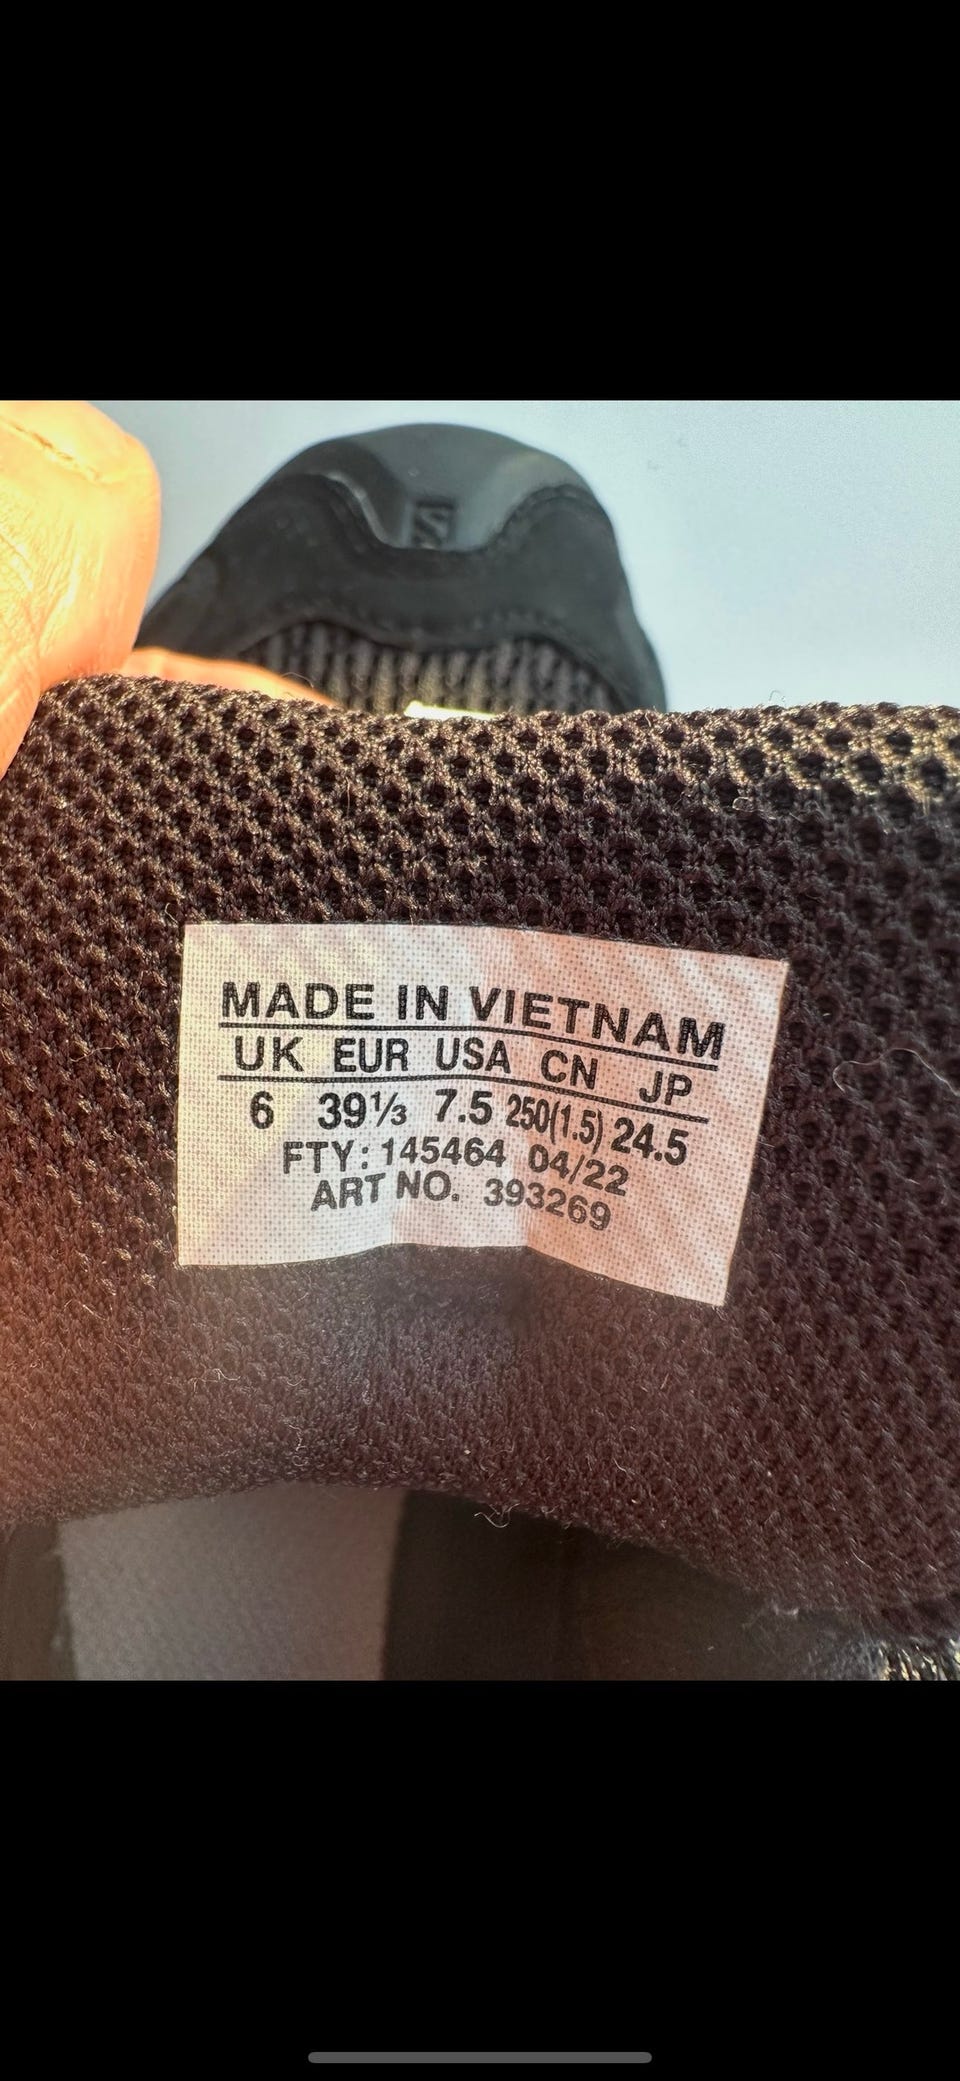 S
MADE IN VIETNAM
UK EUR USA CN JP
6 39⅓ 7.5 250(1.5) 24.5
FTY: 145464 04/22
ART NO. 393269